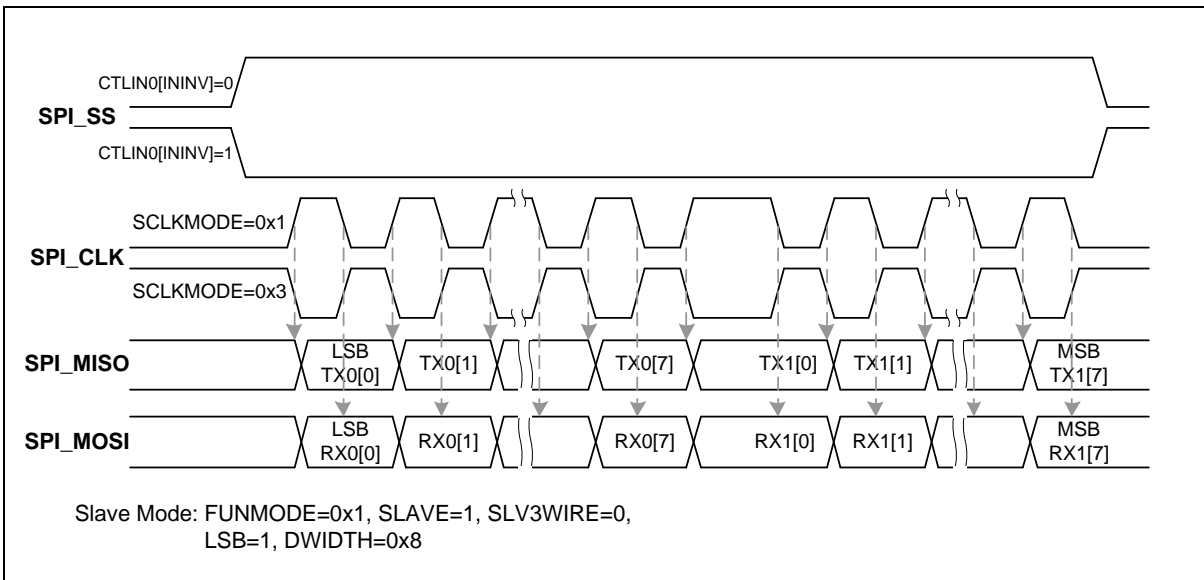 CTLIN0[ININV]=0
SPI_SS
CTLIN0[ININV]=1
SCLKMODE=0x1
SPI_CLK
SCLKMODE=0x3
SPI_MISO
LSB
TX0[0]
TX0[1]
TX0[7]
TX1[0]
TX1[1]
MSB
TX1[7]
SPI_MOSI
LSB
RX0[0]
RX0[1]
RX0[7]
RX1[0]
RX1[1]
MSB
RX1[7]
Slave Mode: FUNMODE=0x1, SLAVE=1, SLV3WIRE=0,
LSB=1, DWIDTH=0x8